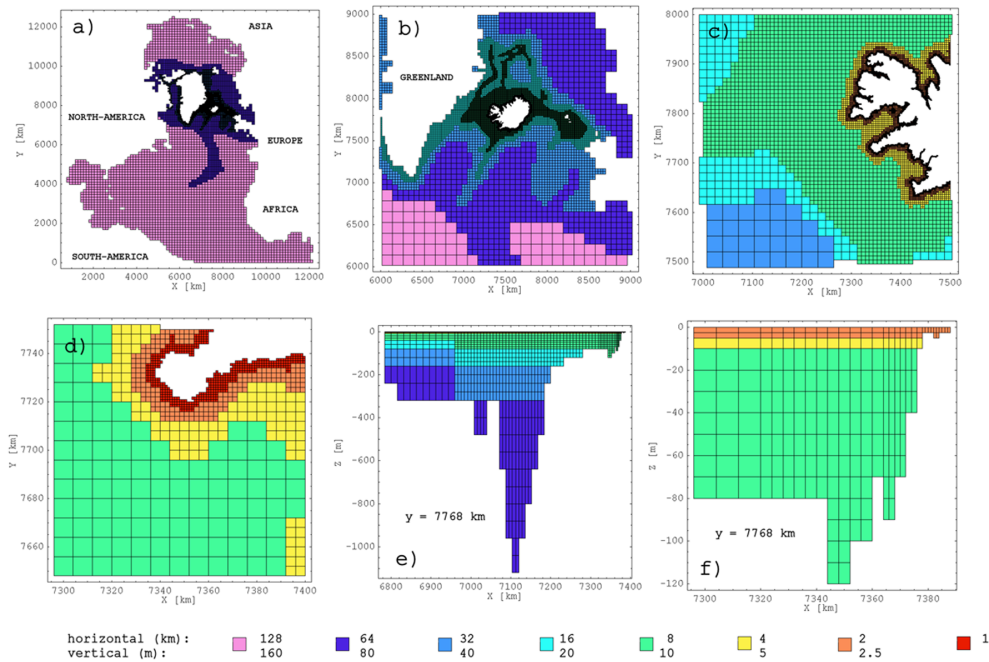 a)
ASIA
NORTH-AMERICA
EUROPE
AFRICA
SOUTH-AMERICA
12000
10000
8000
6000
4000
2000
0
Y [km]
2000 4000 6000 8000 10000 12000
X [km]
b)
GREENLAND
9000
8500
8000
7500
7000
6500
6000
Y [km]
6000 6500 7000 7500 8000 8500 9000
X [km]
c)
8000
7900
7800
7700
7600
7500
Y [km]
7000 7100 7200 7300 7400 7500
X [km]
d)
7740
7720
7700
7680
7660
Y [km]
7300 7320 7340 7360 7380 7400
X [km]
0
-200
-400
-600
-800
-1000
Z [m]
y = 7768 km
e)
6800 6900 7000 7100 7200 7300 7400
X [km]
0
-20
-40
-60
-80
-100
-120
Z [m]
y = 7768 km
f)
7300 7320 7340 7360 7380
X [km]
horizontal (km): 128 64 32 16 8 4 2 1
vertical (m): 160 80 40 20 10 5 2.5